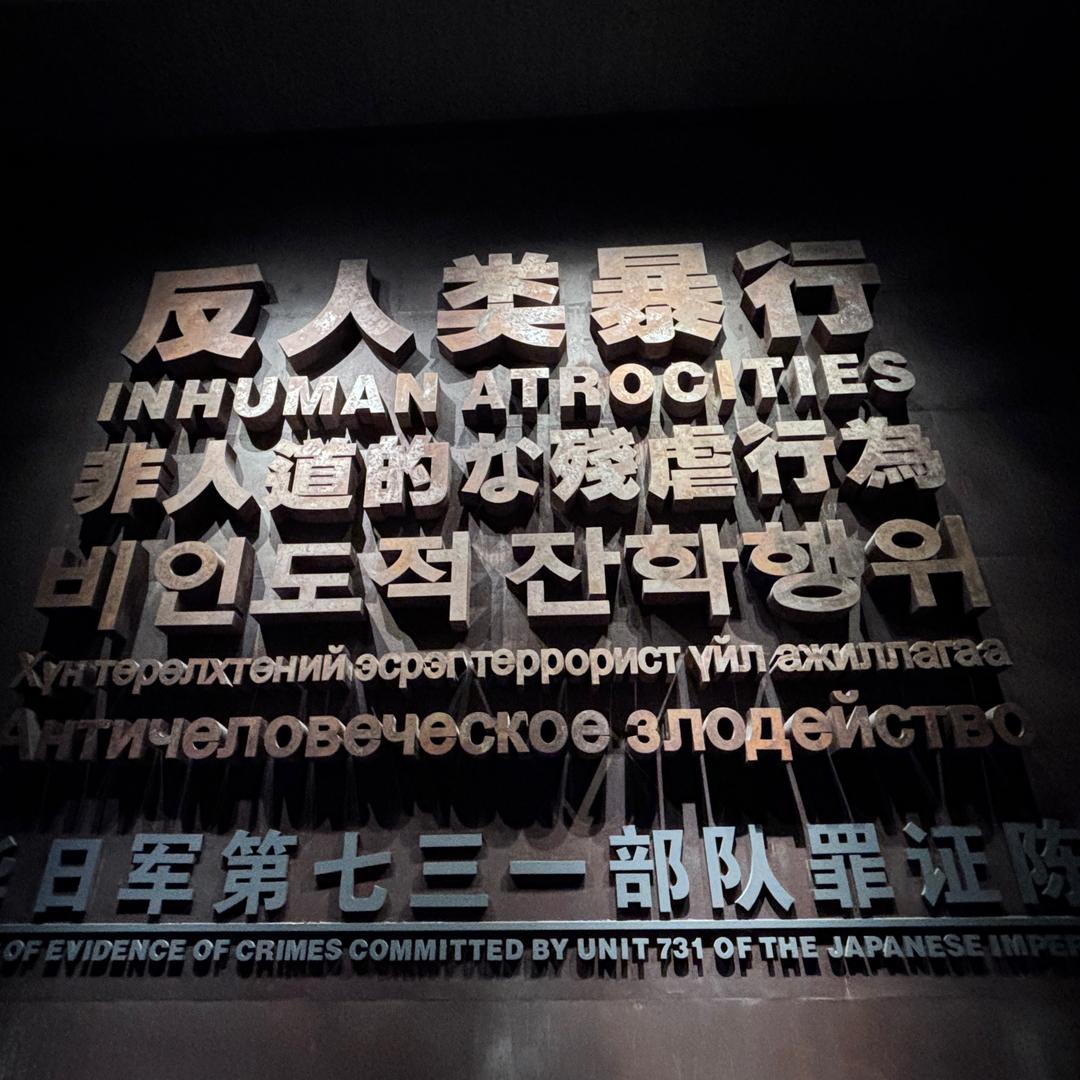 反人类暴行
INHUMAN ATROCITIES
非人道的な殘虐行為
비인도적 잔학행위
Хүн төрөлхтөний эсрэг террорист үйл ажиллагаа
Античеловеческое злодейство
日军第七三一部队罪证陈
OF EVIDENCE OF CRIMES COMMITTED BY UNIT 731 OF THE JAPANESE